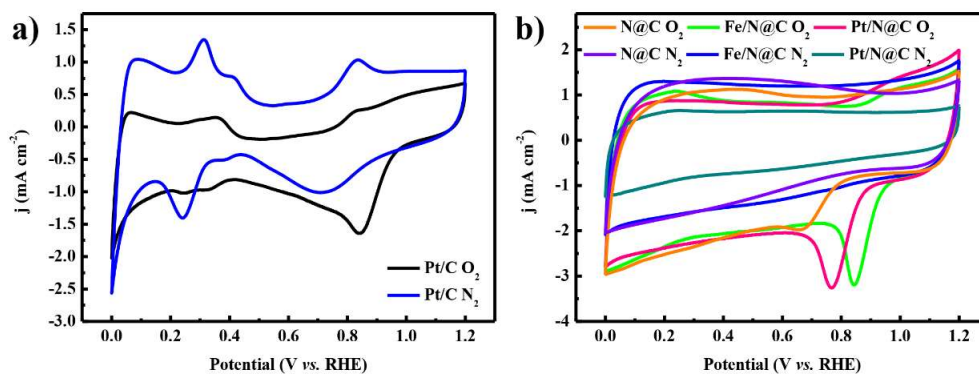 a)
1.5
1.0
0.5
0.0
-0.5
-1.0
-1.5
-2.0
-2.5
-3.0
j (mA cm⁻²)
Pt/C O₂
Pt/C N₂
0.0 0.2 0.4 0.6 0.8 1.0 1.2
Potential (V vs. RHE)
b)
N@C O₂ Fe/N@C O₂ Pt/N@C O₂
N@C N₂ Fe/N@C N₂ Pt/N@C N₂
2
1
0
-1
-2
-3
-4
j (mA cm⁻²)
0.0 0.2 0.4 0.6 0.8 1.0 1.2
Potential (V vs. RHE)